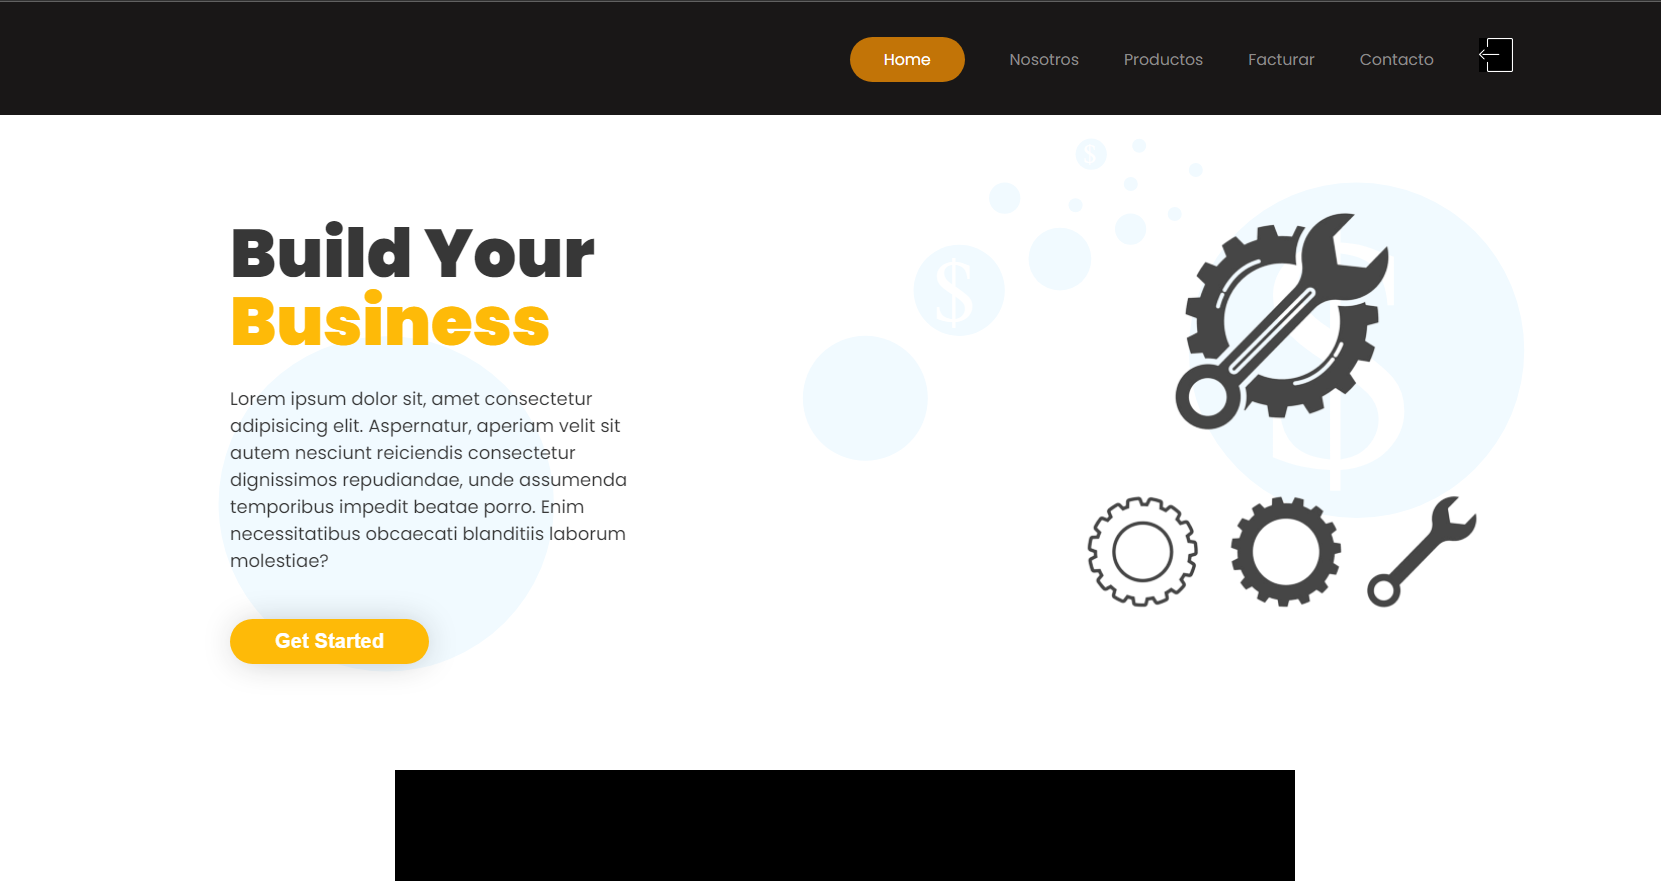 Home Nosotros Productos Facturar Contacto
$
$
$
Build Your
Business
Lorem ipsum dolor sit, amet consectetur
adipisicing elit. Aspernatur, aperiam velit sit
autem nesciunt reiciendis consectetur
dignissimos repudiandae, unde assumenda
temporibus impedit beatae porro. Enim
necessitatibus obcaecati blanditiis laborum
molestiae?
Get Started